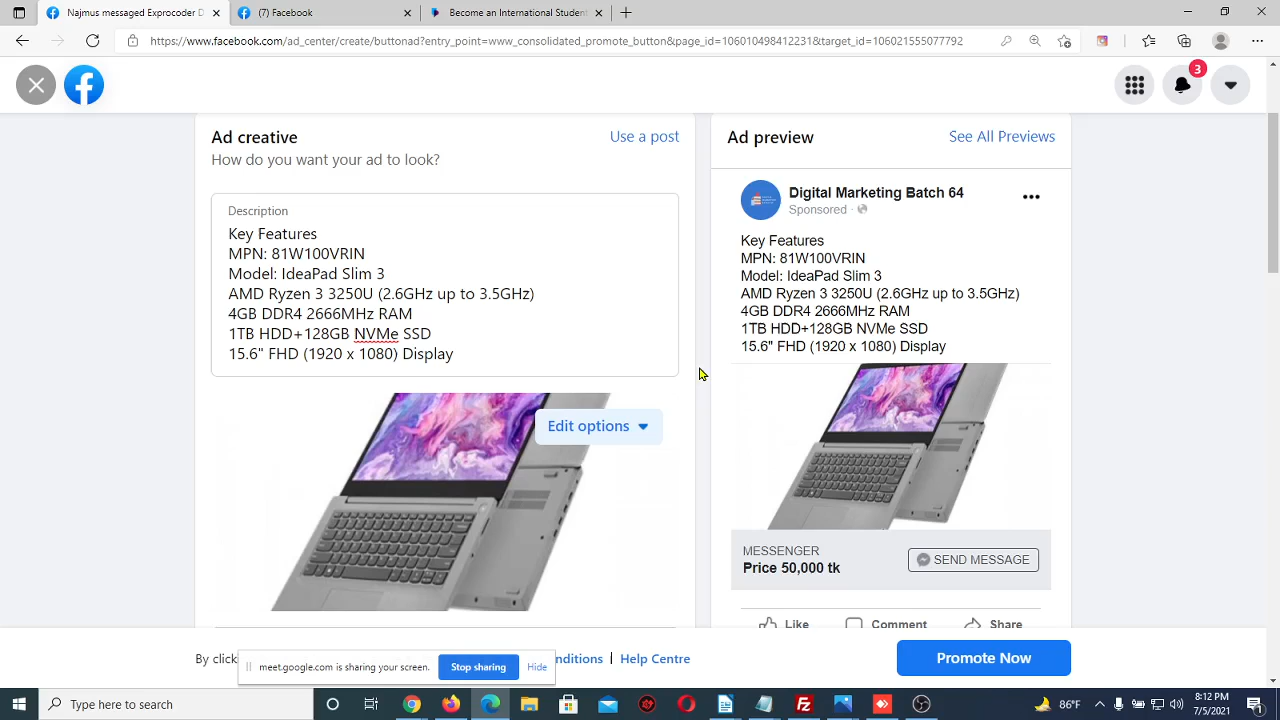 Najmus messaged Exprocoder D
(7) Facebook
Become an International Student
https://www.facebook.com/ad_center/create/buttonad?entry_point=www_consolidated_promote_button&page_id=106010498412231&target_id=106021555077792
3
Ad creative
Use a post
How do you want your ad to look?
Description
Key Features
MPN: 81W100VRIN
Model: IdeaPad Slim 3
AMD Ryzen 3 3250U (2.6GHz up to 3.5GHz)
4GB DDR4 2666MHz RAM
1TB HDD+128GB NVMe SSD
15.6" FHD (1920 x 1080) Display
Edit options
Ad preview
See All Previews
Digital Marketing Batch 64
Sponsored ·
Key Features
MPN: 81W100VRIN
Model: IdeaPad Slim 3
AMD Ryzen 3 3250U (2.6GHz up to 3.5GHz)
4GB DDR4 2666MHz RAM
1TB HDD+128GB NVMe SSD
15.6" FHD (1920 x 1080) Display
MESSENGER
Price 50,000 tk
SEND MESSAGE
Like
Comment
Share
By click
nditions | Help Centre
Promote Now
meet.google.com is sharing your screen.
Stop sharing
Hide
Type here to search
86°F
8:12 PM
7/5/2021
1